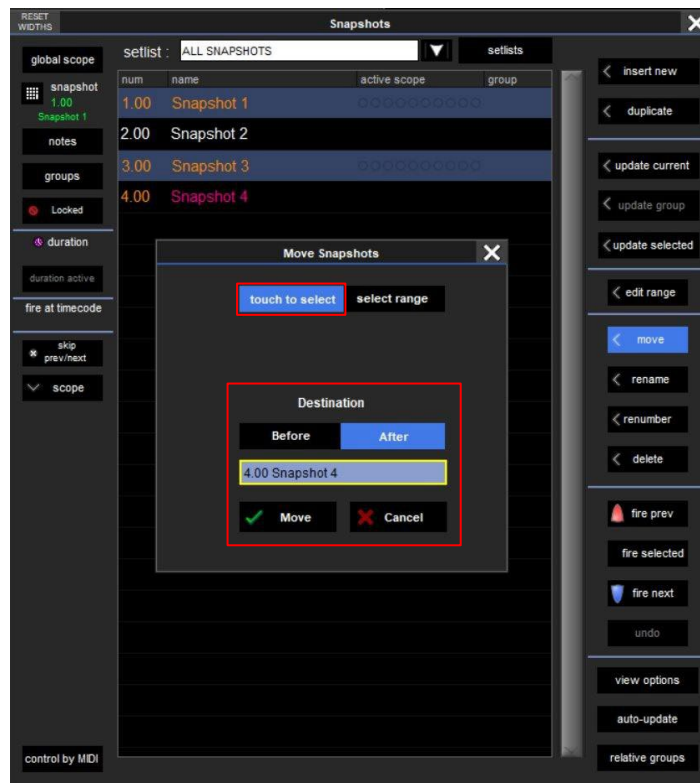 RESET
WIDTHS
Snapshots
X
global scope
setlist :
ALL SNAPSHOTS
setlists
snapshot
1.00
Snapshot 1
num
name
active scope
group
1.00
Snapshot 1
2.00
Snapshot 2
3.00
Snapshot 3
4.00
Snapshot 4
notes
groups
Locked
duration
duration active
fire at timecode
skip
prev/next
scope
control by MIDI
Move Snapshots
X
touch to select
select range
Destination
Before
After
4.00 Snapshot 4
Move
Cancel
insert new
duplicate
update current
update group
update selected
edit range
move
rename
renumber
delete
fire prev
fire selected
fire next
undo
view options
auto-update
relative groups